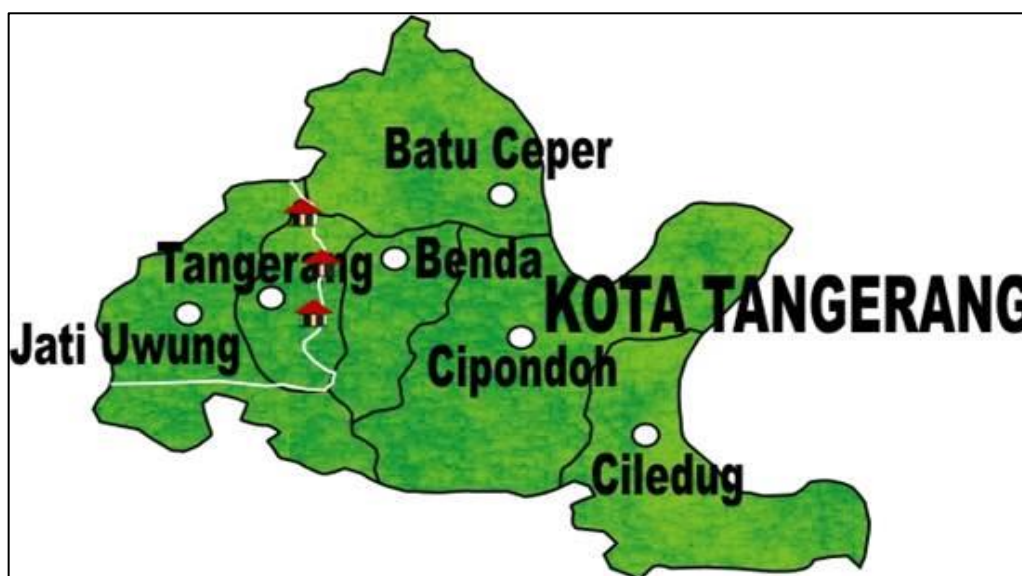 Batu Ceper
Tangerang
Benda
KOTA TANGERANG
Jati Uwung
Cipondoh
Ciledug